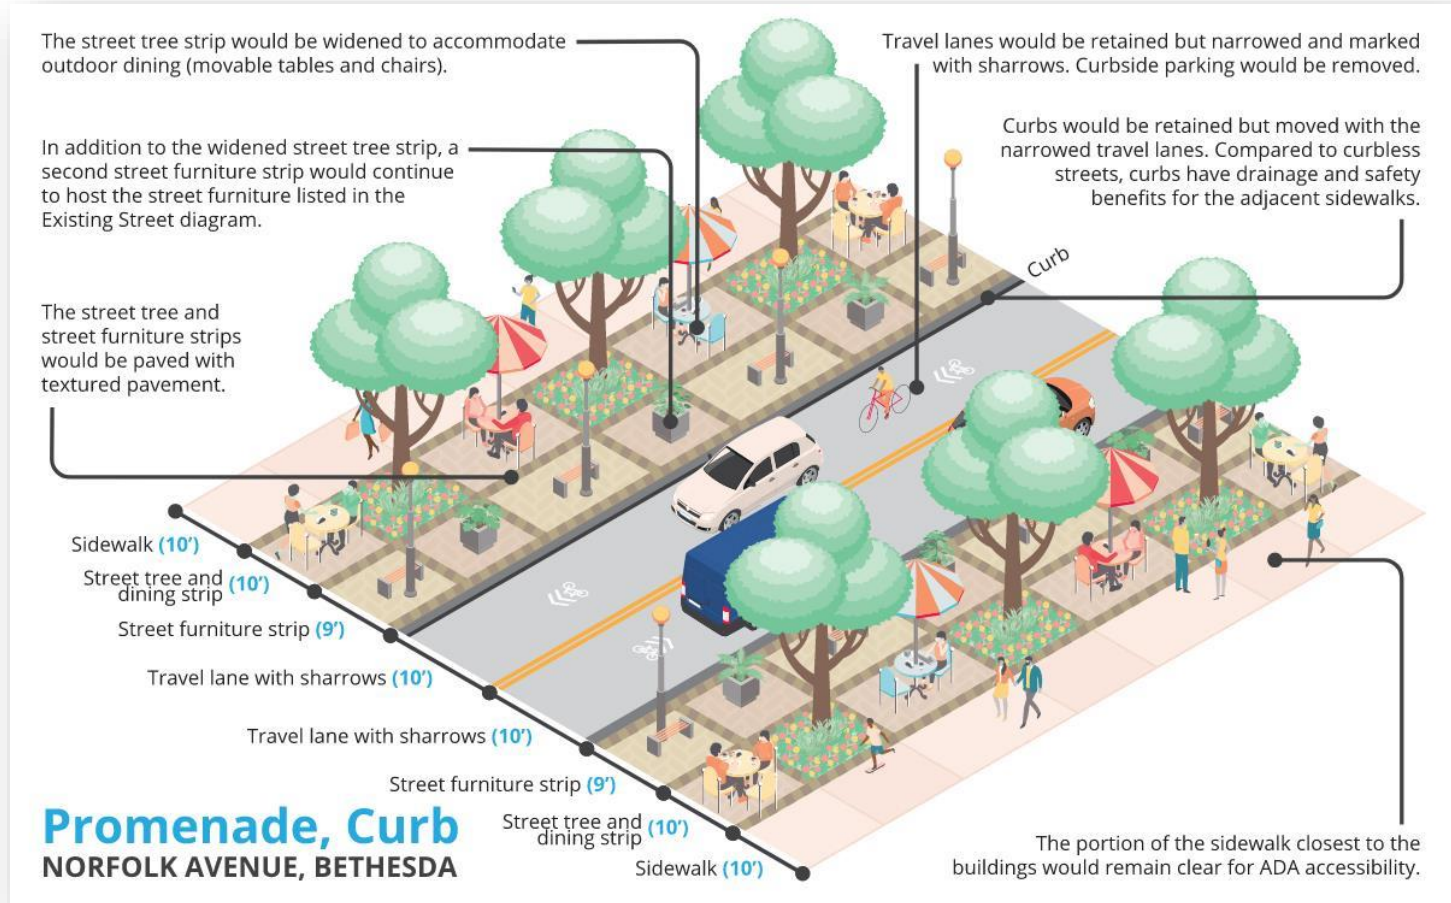 The street tree strip would be widened to accommodate
outdoor dining (movable tables and chairs).
Travel lanes would be retained but narrowed and marked
with sharrows. Curbside parking would be removed.
In addition to the widened street tree strip, a
second street furniture strip would continue
to host the street furniture listed in the
Existing Street diagram.
Curbs would be retained but moved with the
narrowed travel lanes. Compared to curbless
streets, curbs have drainage and safety
benefits for the adjacent sidewalks.
Curb
The street tree and
street furniture strips
would be paved with
textured pavement.
Sidewalk (10’)
Street tree and
dining strip (10’)
Street furniture strip (9’)
Travel lane with sharrows (10’)
Travel lane with sharrows (10’)
Street furniture strip (9’)
Street tree and
dining strip (10’)
Sidewalk (10’)
Promenade, Curb
NORFOLK AVENUE, BETHESDA
The portion of the sidewalk closest to the
buildings would remain clear for ADA accessibility.